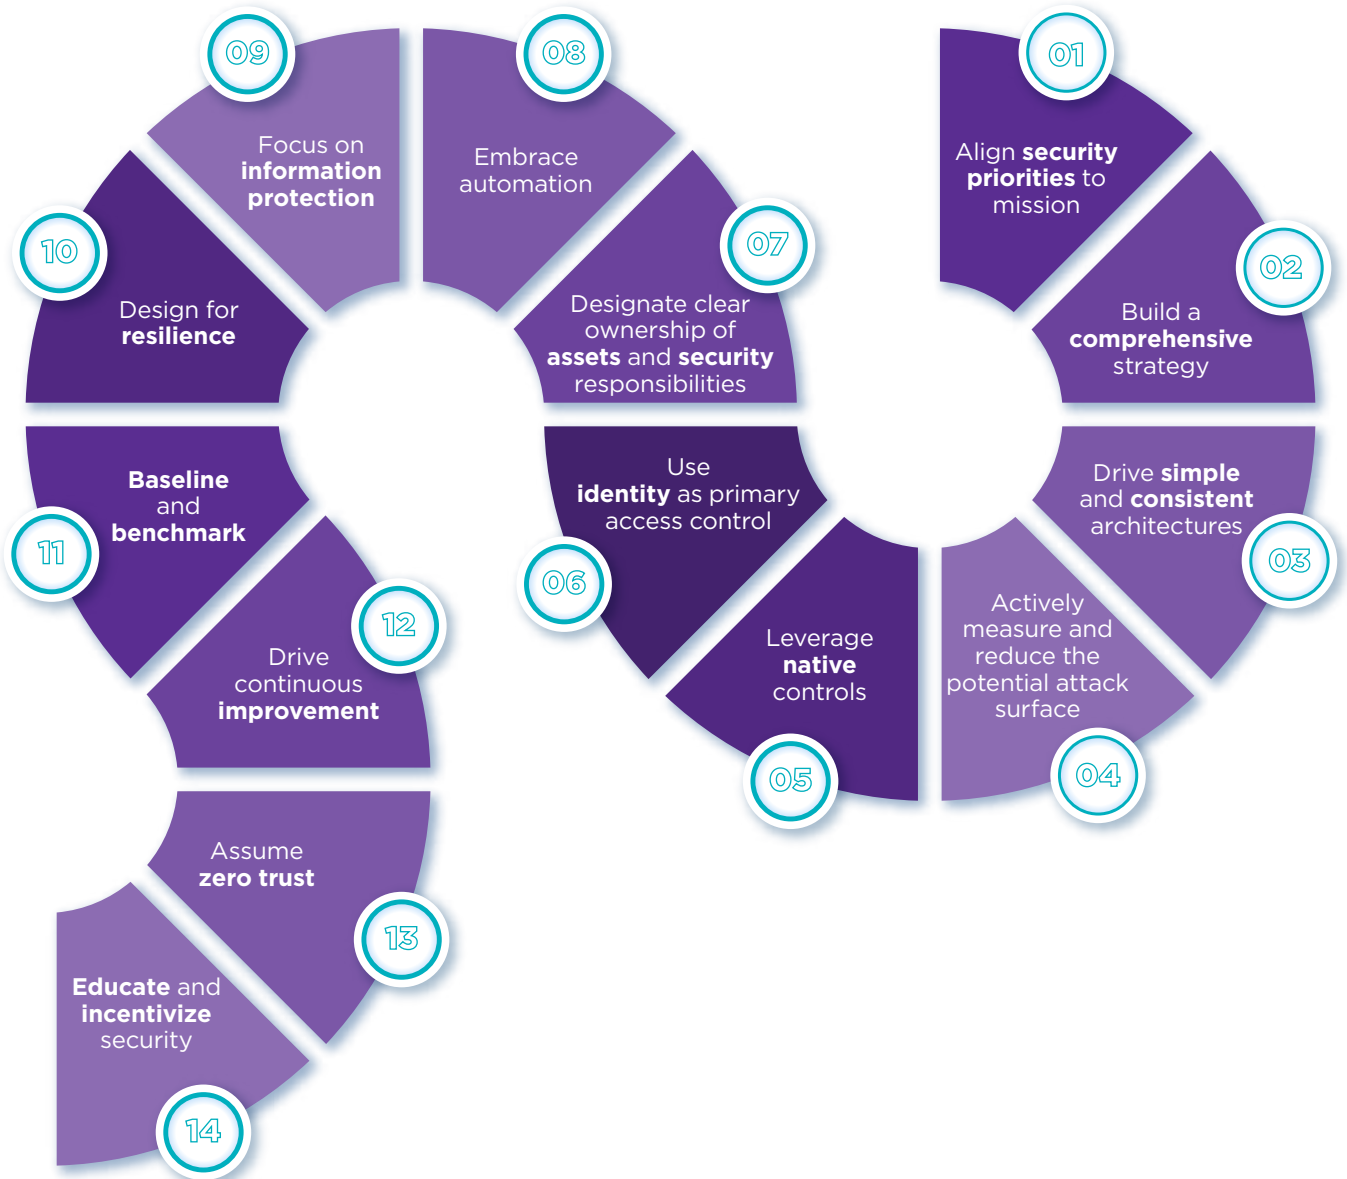 01
Align security
priorities to
mission
02
Build a
comprehensive
strategy
03
Drive simple
and consistent
architectures
04
Actively
measure and
reduce the
potential attack
surface
05
Leverage
native
controls
06
Use
identity as primary
access control
07
Designate clear
ownership of
assets and security
responsibilities
08
Embrace
automation
09
Focus on
information
protection
10
Design for
resilience
11
Baseline
and
benchmark
12
Drive
continuous
improvement
13
Assume
zero trust
14
Educate and
incentivize
security